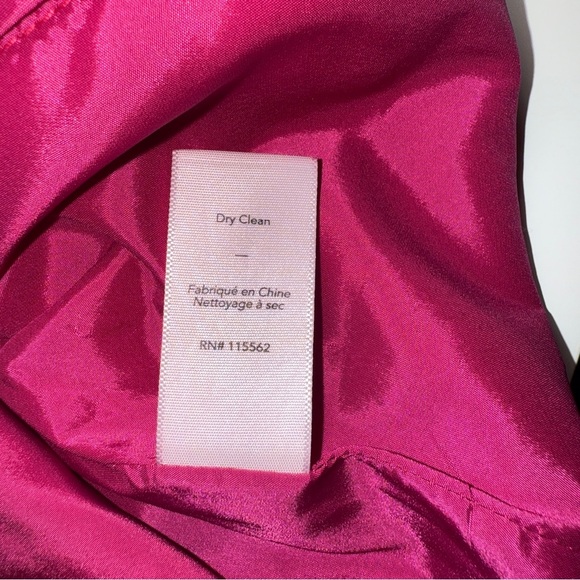 Dry Clean
—
Fabriqué en Chine
Nettoyage à sec
RN# 115562